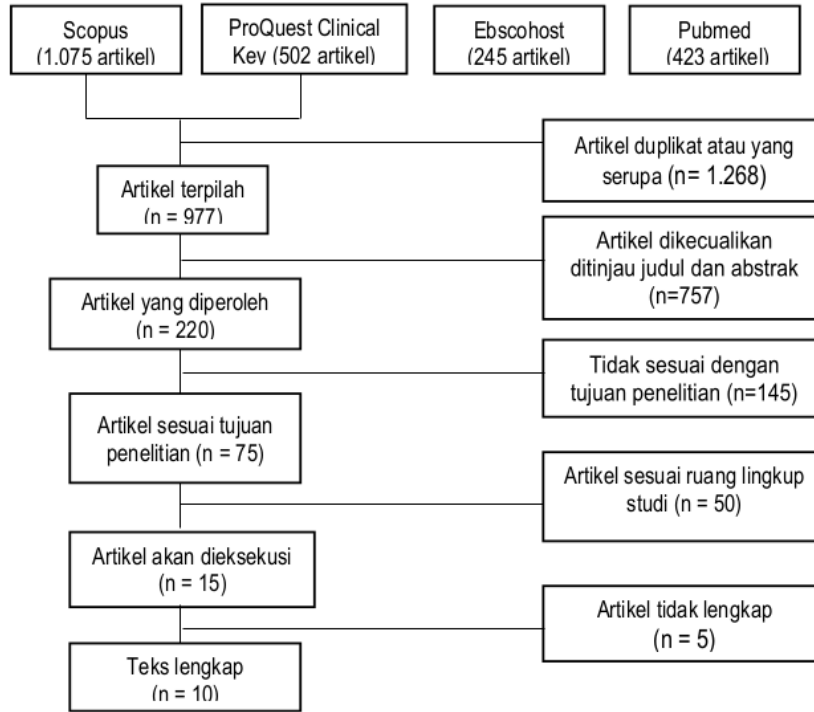 Scopus
(1.075 artikel)
ProQuest Clinical
Key (502 artikel)
Ebscohost
(245 artikel)
Pubmed
(423 artikel)
Artikel duplikat atau yang
serupa (n= 1.268)
Artikel terpilah
(n = 977)
Artikel dikecualikan
ditinjau judul dan abstrak
(n=757)
Artikel yang diperoleh
(n = 220)
Tidak sesuai dengan
tujuan penelitian (n=145)
Artikel sesuai tujuan
penelitian (n = 75)
Artikel sesuai ruang lingkup
studi (n = 50)
Artikel akan dieksekusi
(n = 15)
Artikel tidak lengkap
(n = 5)
Teks lengkap
(n = 10)